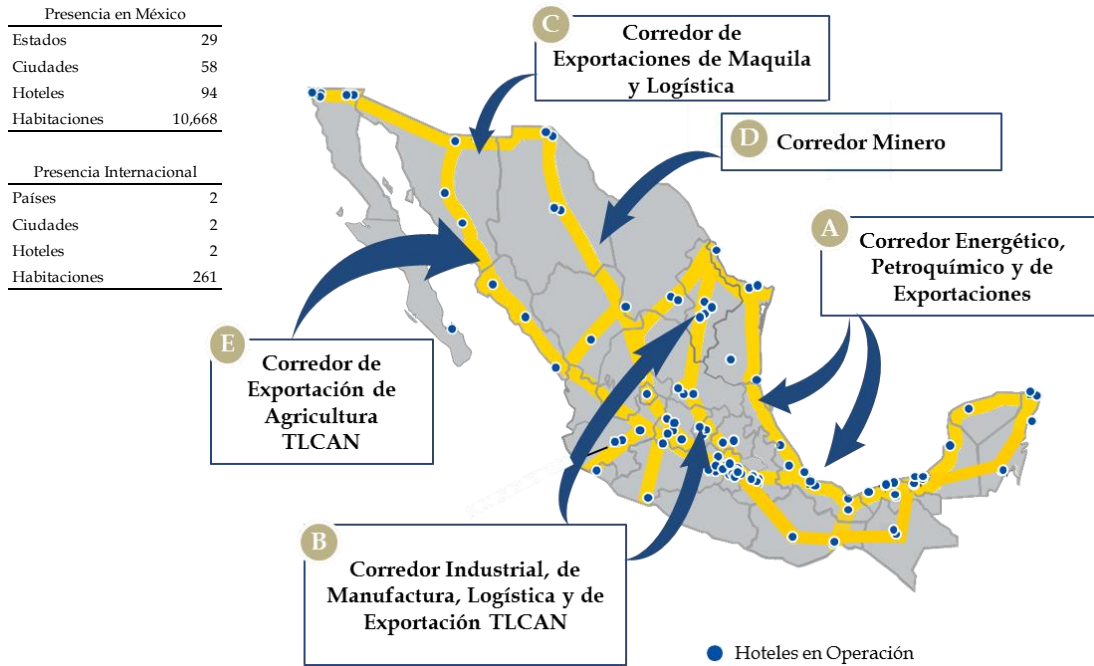 Presencia en México
Estados 29
Ciudades 58
Hoteles 94
Habitaciones 10,668
Presencia Internacional
Países 2
Ciudades 2
Hoteles 2
Habitaciones 261
C
Corredor de
Exportaciones de Maquila
y Logística
D
Corredor Minero
A
Corredor Energético,
Petroquímico y de
Exportaciones
E
Corredor de
Exportación de
Agricultura
TLCAN
B
Corredor Industrial, de
Manufactura, Logística y de
Exportación TLCAN
Hoteles en Operación